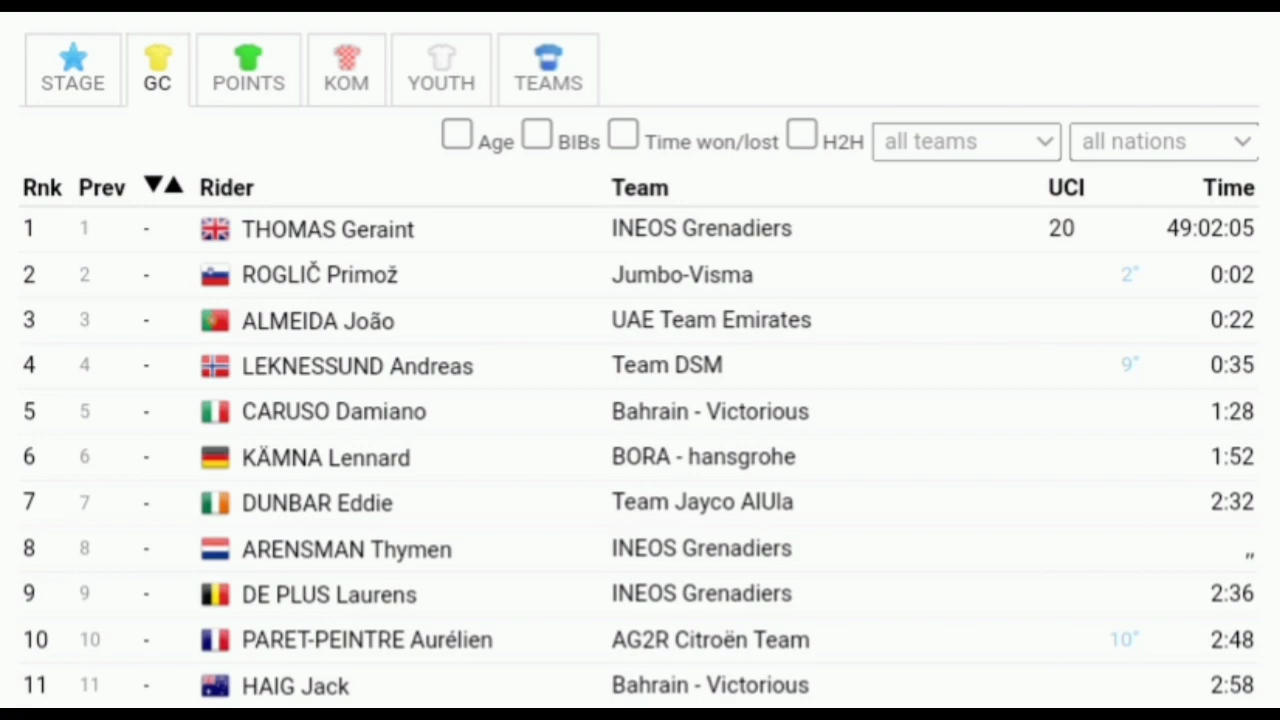 STAGE GC POINTS KOM YOUTH TEAMS
Age BIBs Time won/lost H2H all teams all nations
Rnk Prev ▼▲ Rider Team UCI Time
1 1 - THOMAS Geraint INEOS Grenadiers 20 49:02:05
2 2 - ROGLIČ Primož Jumbo-Visma 2″ 0:02
3 3 - ALMEIDA João UAE Team Emirates 0:22
4 4 - LEKNESSUND Andreas Team DSM 9″ 0:35
5 5 - CARUSO Damiano Bahrain - Victorious 1:28
6 6 - KÄMNA Lennard BORA - hansgrohe 1:52
7 7 - DUNBAR Eddie Team Jayco AlUla 2:32
8 8 - ARENSMAN Thymen INEOS Grenadiers ,,
9 9 - DE PLUS Laurens INEOS Grenadiers 2:36
10 10 - PARET-PEINTRE Aurélien AG2R Citroën Team 10″ 2:48
11 11 - HAIG Jack Bahrain - Victorious 2:58